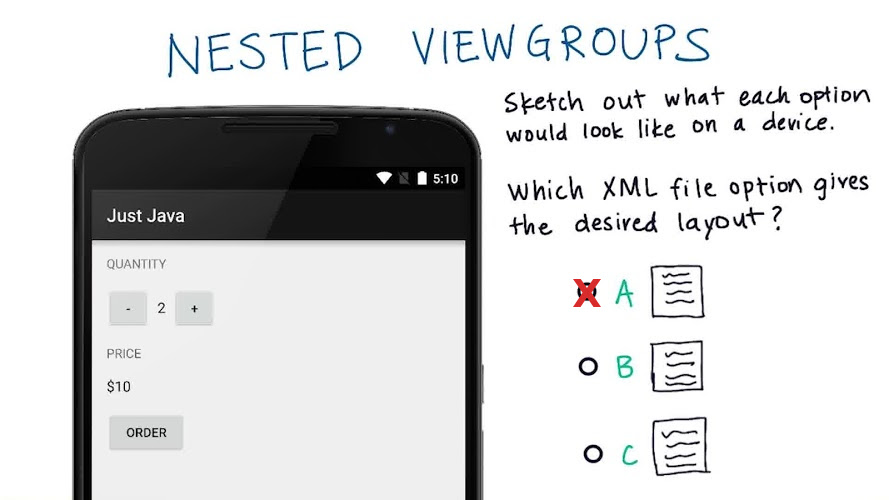 NESTED VIEWGROUPS
Sketch out what each option
would look like on a device.
Which XML file option gives
the desired layout?
5:10
Just Java
QUANTITY
- 2 +
PRICE
$10
ORDER
X A
B
C